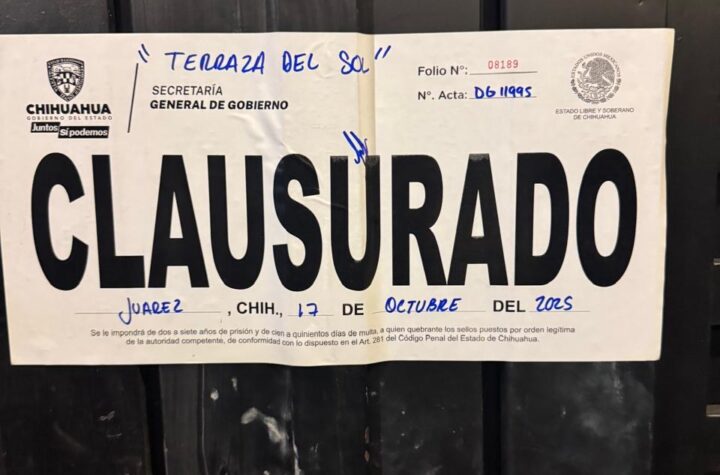 "TERRAZA DEL SOL"
CHIHUAHUA
GOBIERNO DEL ESTADO
Juntos Sí podemos
SECRETARÍA
GENERAL DE GOBIERNO
Folio N°: 08189
N°. Acta: DG11995
ESTADO LIBRE Y SOBERANO
DE CHIHUAHUA
CLAUSURADO
JUAREZ, CHIH., 17 DE OCTUBRE DEL 2025
Se le impondrá de dos a siete años de prisión y de cien a quinientos días de multa, a quien quebrante los sellos puestos por orden legítima
de la autoridad competente, de conformidad con lo dispuesto en el Art. 281 del Código Penal del Estado de Chihuahua.